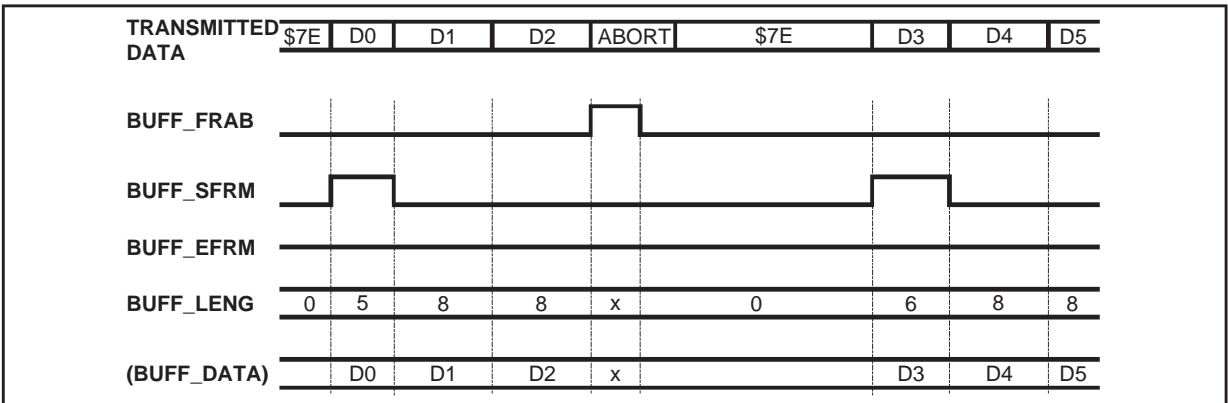 TRANSMITTED DATA
$7E D0 D1 D2 ABORT $7E D3 D4 D5
BUFF_FRAB
BUFF_SFRM
BUFF_EFRM
BUFF_LENG 0 5 8 8 x 0 6 8 8
(BUFF_DATA) D0 D1 D2 x D3 D4 D5